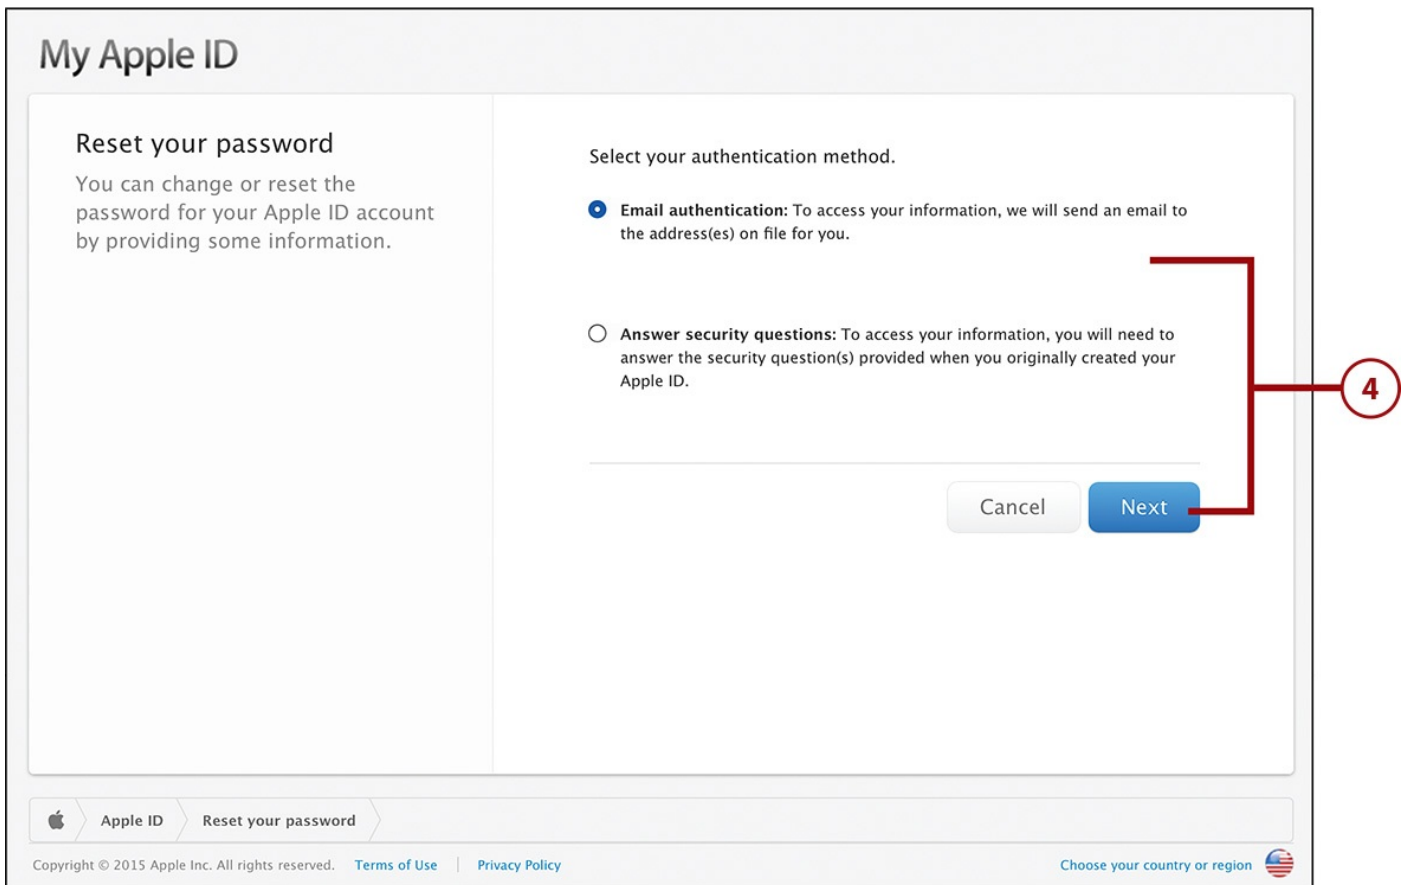 My Apple ID
Reset your password
You can change or reset the
password for your Apple ID account
by providing some information.
Select your authentication method.
Email authentication: To access your information, we will send an email to
the address(es) on file for you.
Answer security questions: To access your information, you will need to
answer the security question(s) provided when you originally created your
Apple ID.
Cancel
Next
4
Apple ID
Reset your password
Copyright © 2015 Apple Inc. All rights reserved.
Terms of Use
Privacy Policy
Choose your country or region